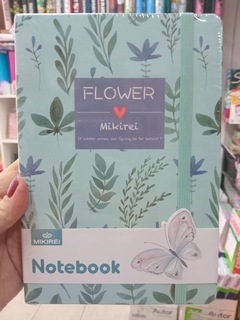 FLOWER
Mikirei
If winter comes, can Spring be far behind ?
MIKIREI
Notebook